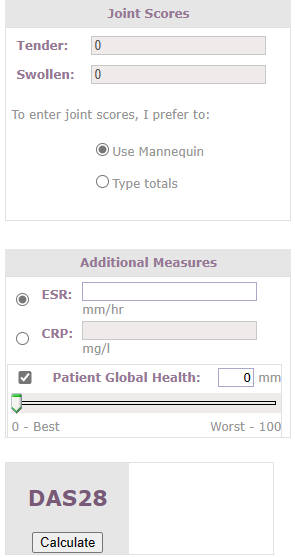 Joint Scores
Tender: 0
Swollen: 0
To enter joint scores, I prefer to:
Use Mannequin
Type totals
Additional Measures
ESR:
mm/hr
CRP:
mg/l
Patient Global Health: 0 mm
0 - Best Worst - 100
DAS28
Calculate